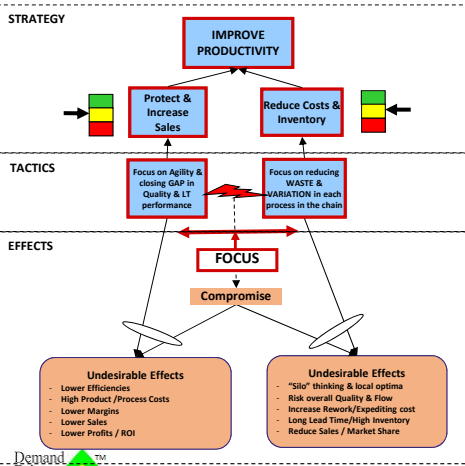 STRATEGY
IMPROVE
PRODUCTIVITY
Protect &
Increase
Sales
Reduce Costs &
Inventory
TACTICS
Focus on Agility &
closing GAP in
Quality & LT
performance
Focus on reducing
WASTE &
VARIATION in each
process in the chain
EFFECTS
FOCUS
Compromise
Undesirable Effects
- Lower Efficiencies
- High Product /Process Costs
- Lower Margins
- Lower Sales
- Lower Profits / ROI
Undesirable Effects
- “Silo” thinking & local optima
- Risk overall Quality & Flow
- Increase Rework/Expediting cost
- Long Lead Time/High Inventory
- Reduce Sales / Market Share
Demand TM